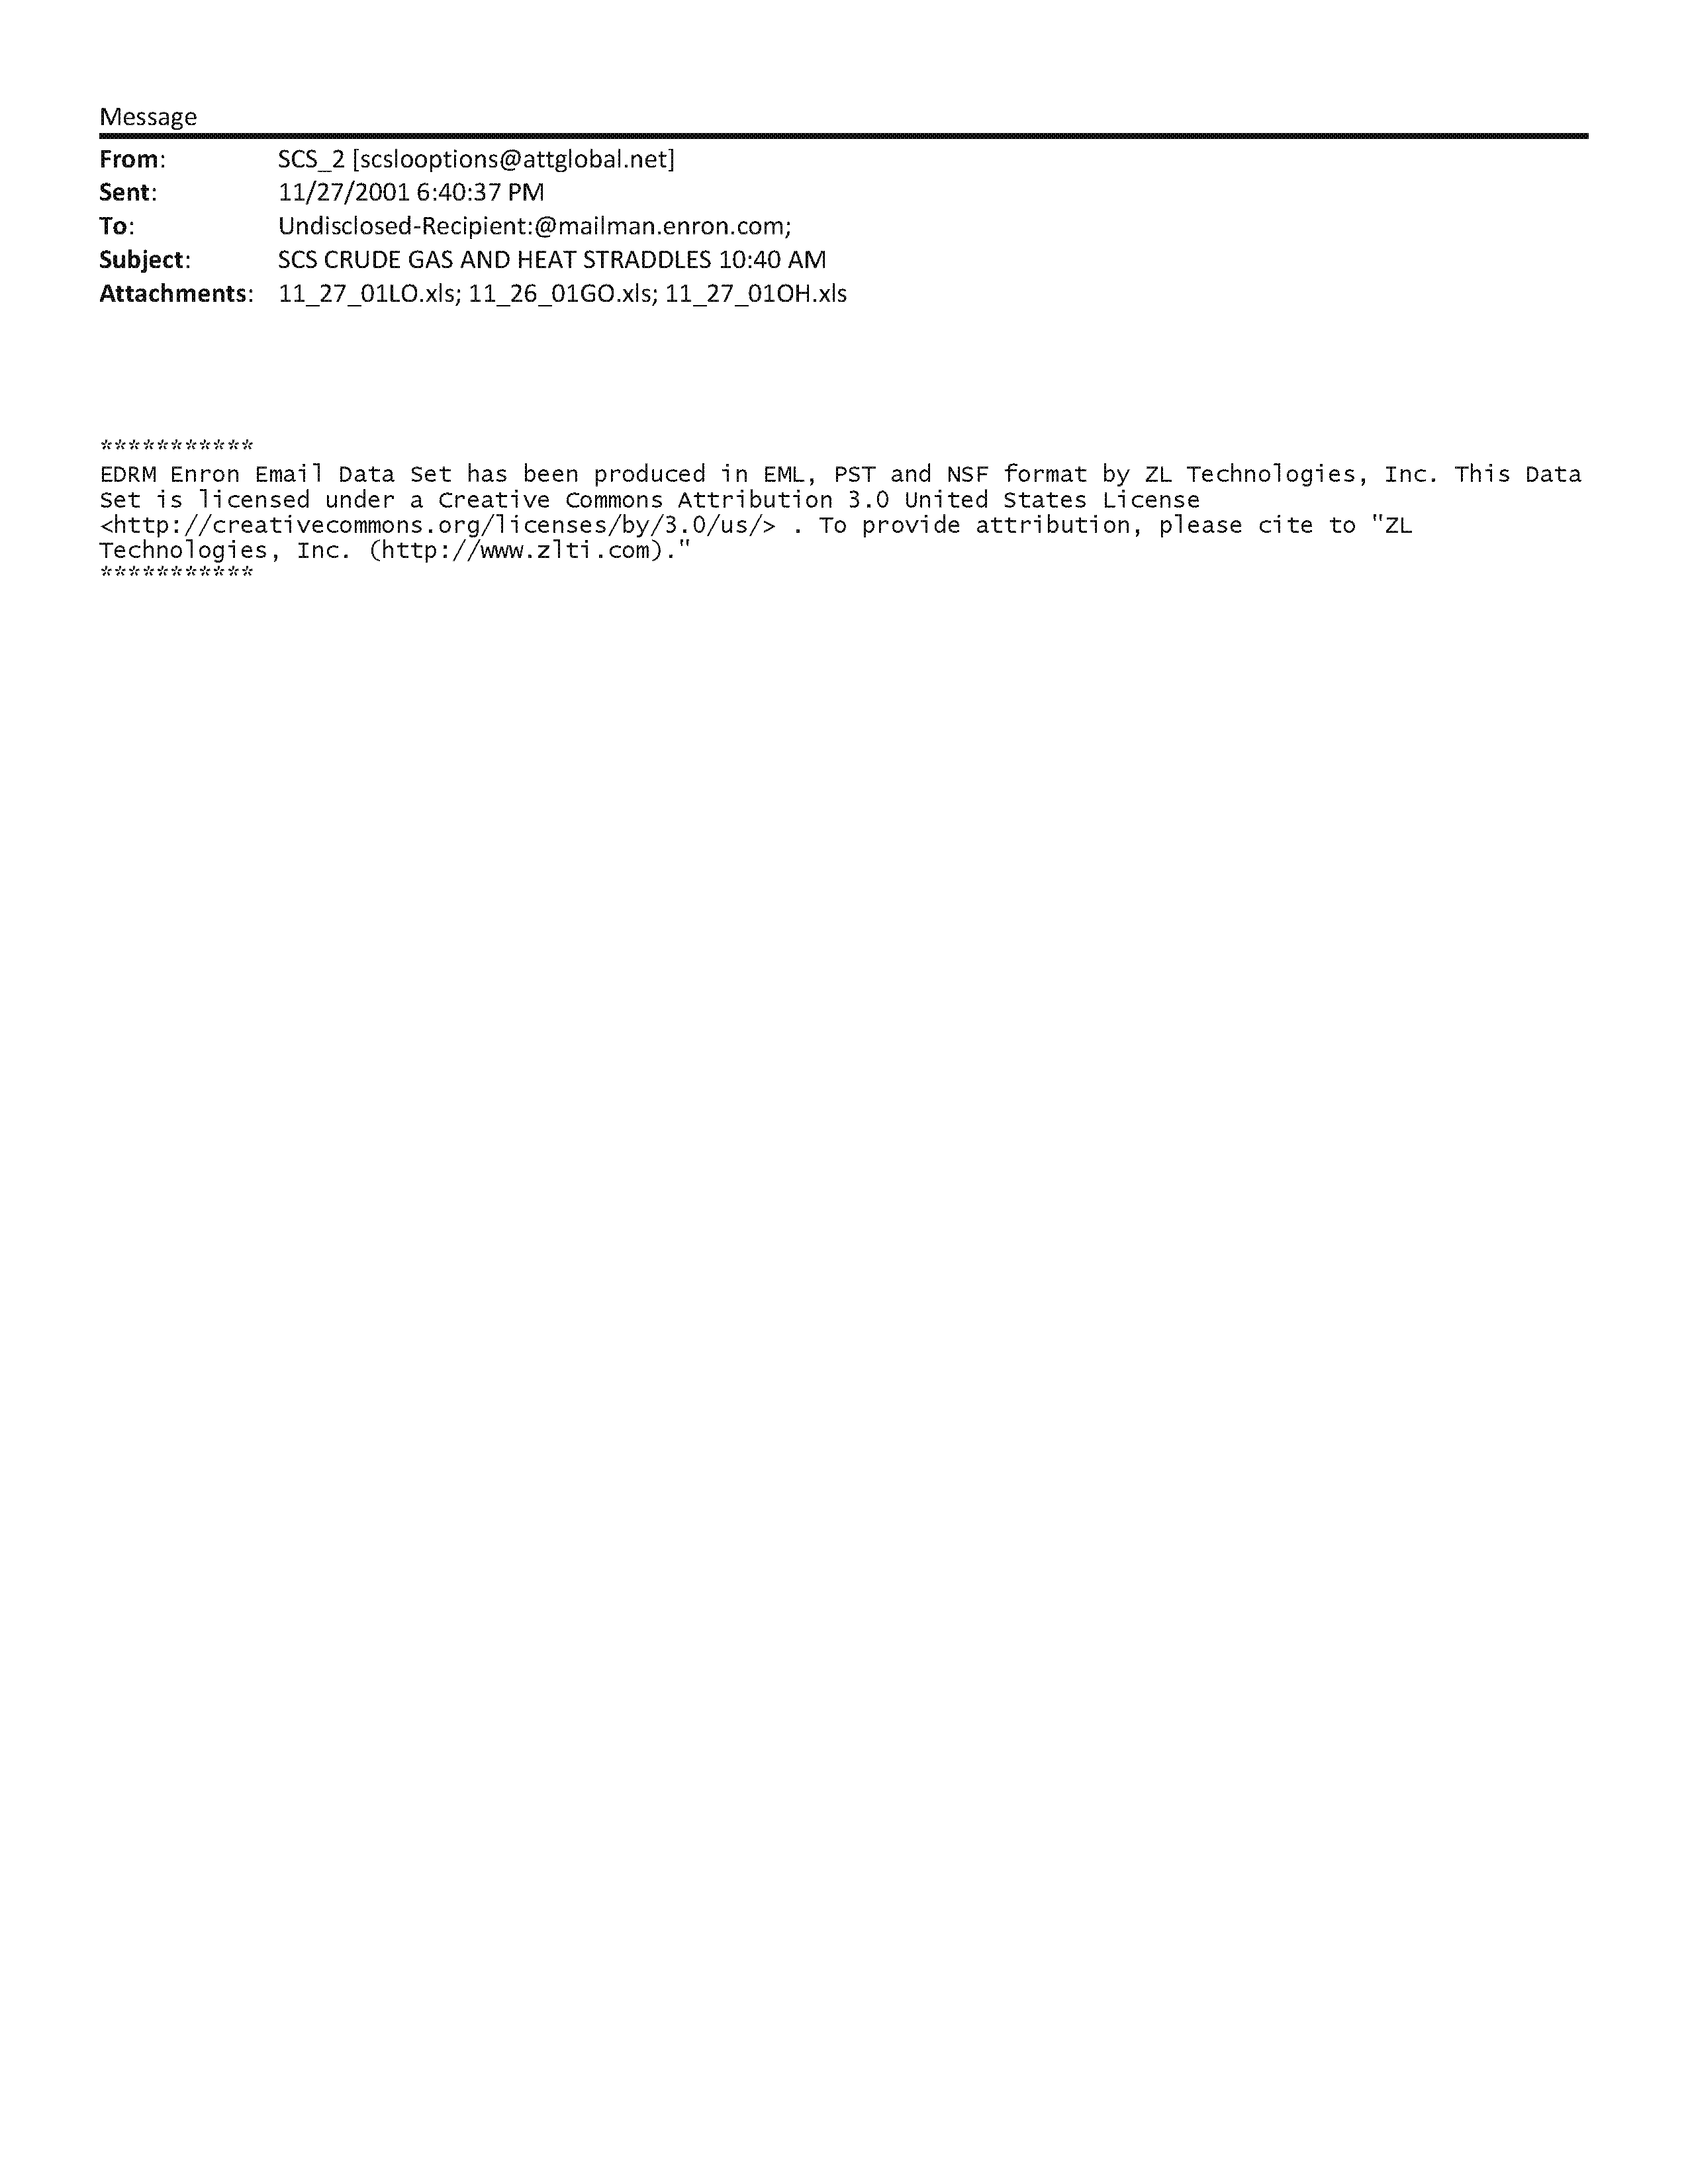 Message
From: SCS_2 [scslooptions@attglobal.net]
Sent: 11/27/2001 6:40:37 PM
To: Undisclosed-Recipient:@mailman.enron.com;
Subject: SCS CRUDE GAS AND HEAT STRADDLES 10:40 AM
Attachments: 11_27_01LO.xls; 11_26_01GO.xls; 11_27_01OH.xls
***********
EDRM Enron Email Data Set has been produced in EML, PST and NSF format by ZL Technologies, Inc. This Data
Set is licensed under a Creative Commons Attribution 3.0 United States License
<http://creativecommons.org/licenses/by/3.0/us/> . To provide attribution, please cite to "ZL
Technologies, Inc. (http://www.zlti.com)."
***********